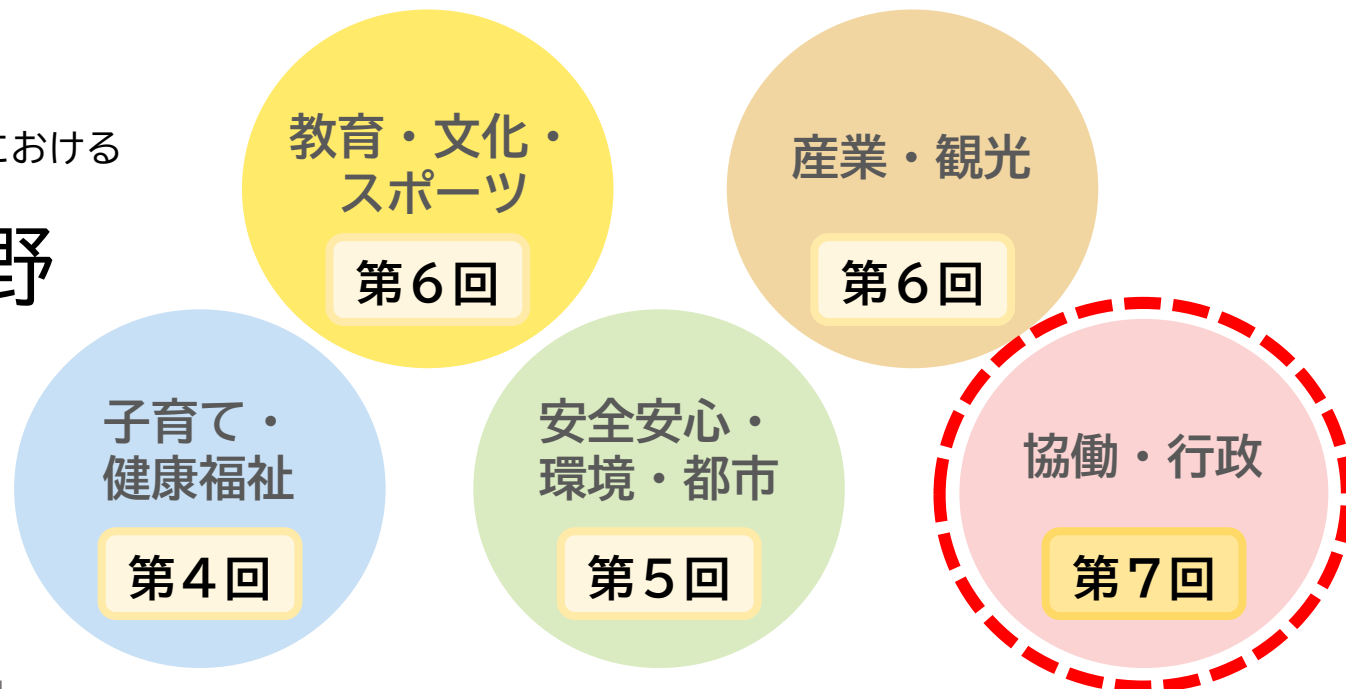 における
野
教育・文化・
スポーツ
第6回
産業・観光
第6回
子育て・
健康福祉
第4回
安全安心・
環境・都市
第5回
協働・行政
第7回